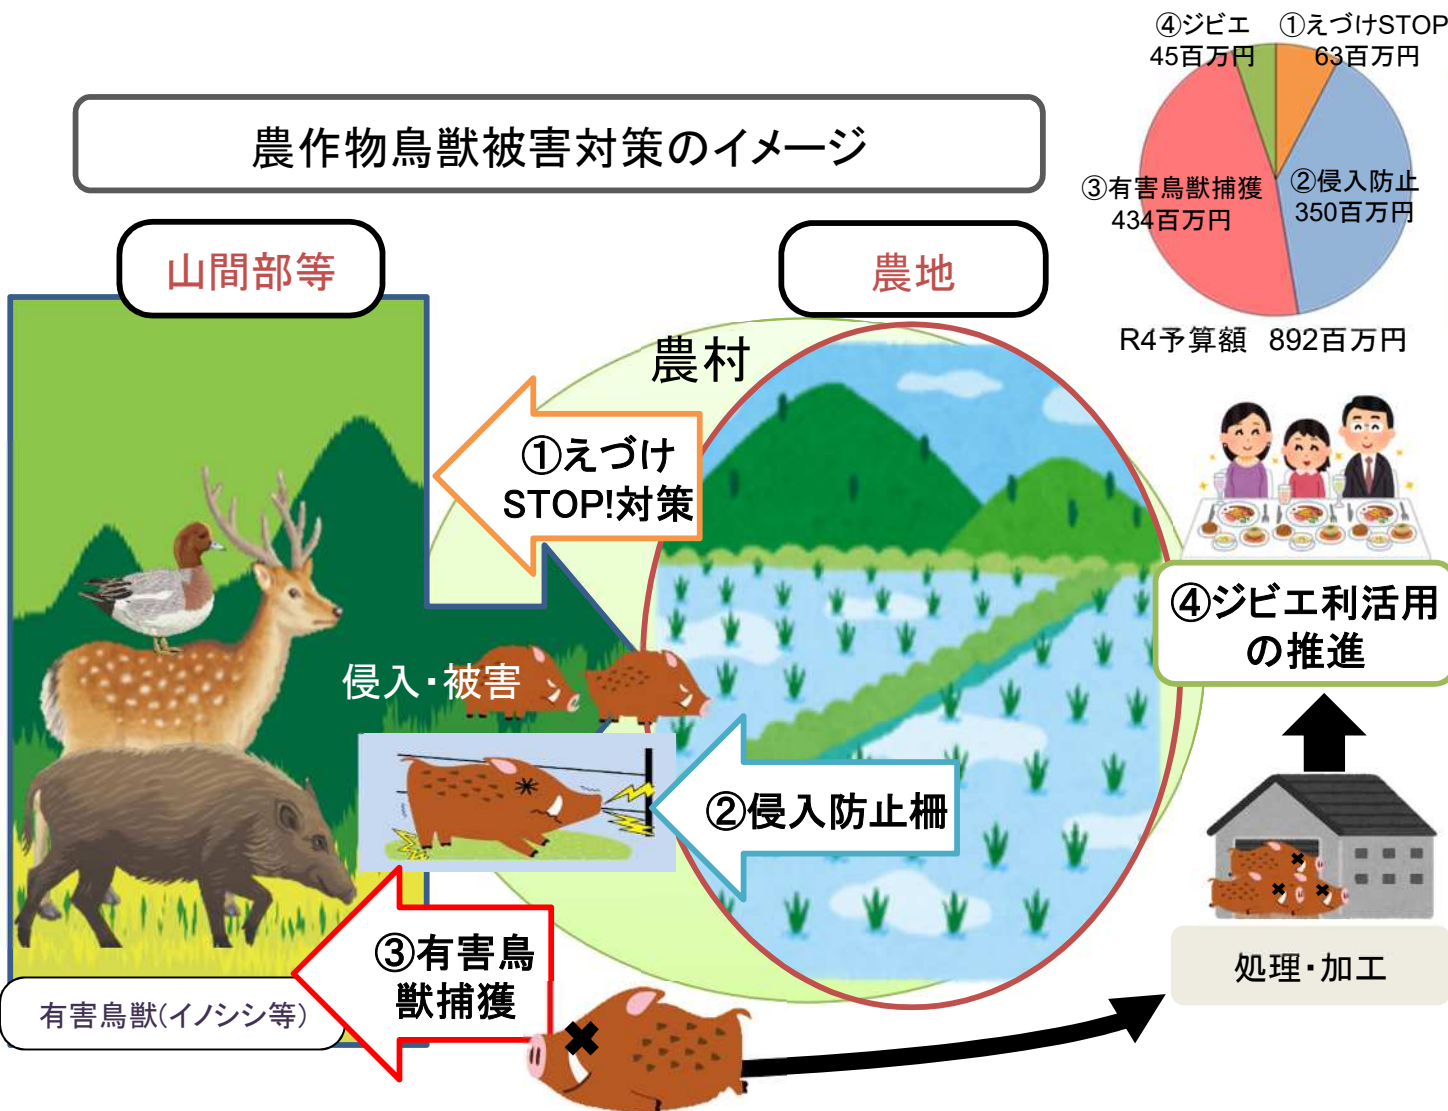 ④ジビエ
45百万円
①えづけSTOP
63百万円
③有害鳥獣捕獲
434百万円
②侵入防止
350百万円
R4予算額 892百万円
農作物鳥獣被害対策のイメージ
山間部等
農地
農村
①えづけ
STOP!対策
侵入・被害
②侵入防止柵
③有害鳥
獣捕獲
有害鳥獣(イノシシ等)
④ジビエ利活用
の推進
処理・加工